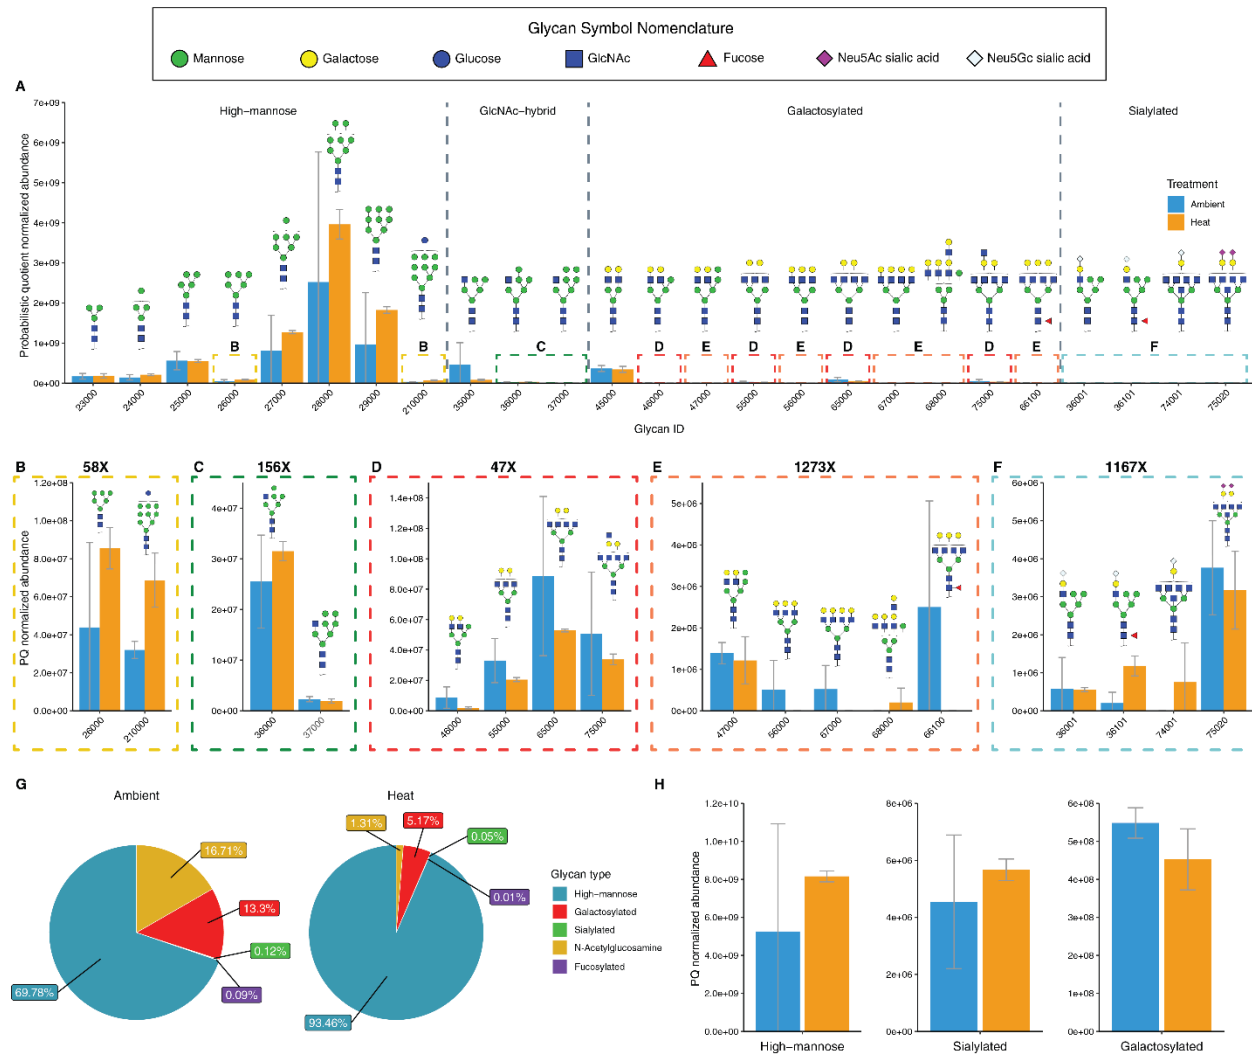 Glycan Symbol Nomenclature
Mannose Galactose Glucose GlcNAc Fucose Neu5Ac sialic acid Neu5Gc sialic acid
A
High−mannose GlcNAc−hybrid Galactosylated Sialylated
Probabilistic quotient normalized abundance
7e+09
6e+09
5e+09
4e+09
3e+09
2e+09
1e+09
0e+00
Treatment
Ambient
Heat
B B C D E D E D E D E F
23000 24000 25000 26000 27000 28000 29000 210000 35000 36000 37000 45000 46000 47000 55000 56000 65000 67000 68000 75000 66100 36001 36101 74001 75020
Glycan ID
B 58X C 156X D 47X E 1273X F 1167X
PQ normalized abundance
1.2e+08
1.0e+08
8.0e+07
6.0e+07
4.0e+07
2.0e+07
0.0e+00
26000 210000
4e+07
3e+07
2e+07
1e+07
0e+00
36000 37000
1.4e+08
1.2e+08
1.0e+08
8.0e+07
6.0e+07
4.0e+07
2.0e+07
0.0e+00
46000 55000 65000 75000
5e+06
4e+06
3e+06
2e+06
1e+06
0e+00
47000 56000 67000 68000 66100
6e+06
5e+06
4e+06
3e+06
2e+06
1e+06
0e+00
36001 36101 74001 75020
G
Ambient
16.71%
13.3%
0.12%
0.09%
69.78%
Heat
1.31%
5.17%
0.05%
0.01%
93.46%
Glycan type
High−mannose
Galactosylated
Sialylated
N−Acetylglucosamine
Fucosylated
H
PQ normalized abundance
1.2e+10
1.0e+10
8.0e+09
6.0e+09
4.0e+09
2.0e+09
0.0e+00
High−mannose
8e+06
6e+06
4e+06
2e+06
0e+00
Sialylated
6e+08
5e+08
4e+08
3e+08
2e+08
1e+08
0e+00
Galactosylated